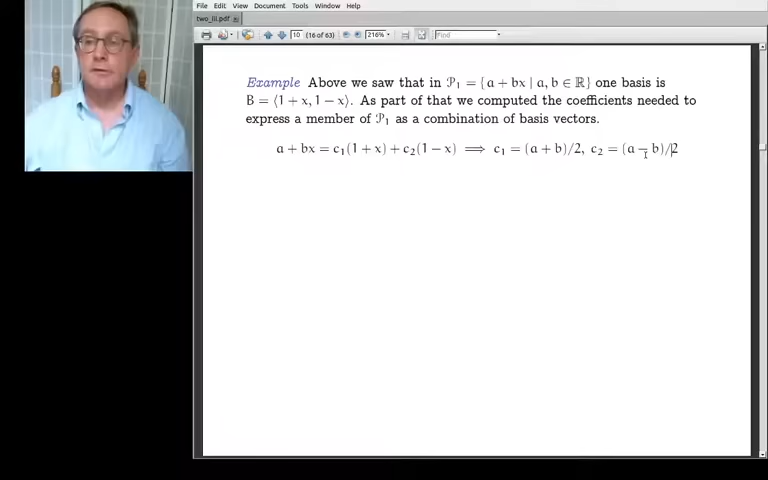 File Edit View Document Tools Window Help
two_iii.pdf
10 (16 of 63) 216% Find
Example Above we saw that in 𝒫₁ = {a + bx | a, b ∈ ℝ} one basis is
B = ⟨1 + x, 1 − x⟩. As part of that we computed the coefficients needed to
express a member of 𝒫₁ as a combination of basis vectors.
a + bx = c₁(1 + x) + c₂(1 − x) ⟹ c₁ = (a + b)/2, c₂ = (a − b)/2